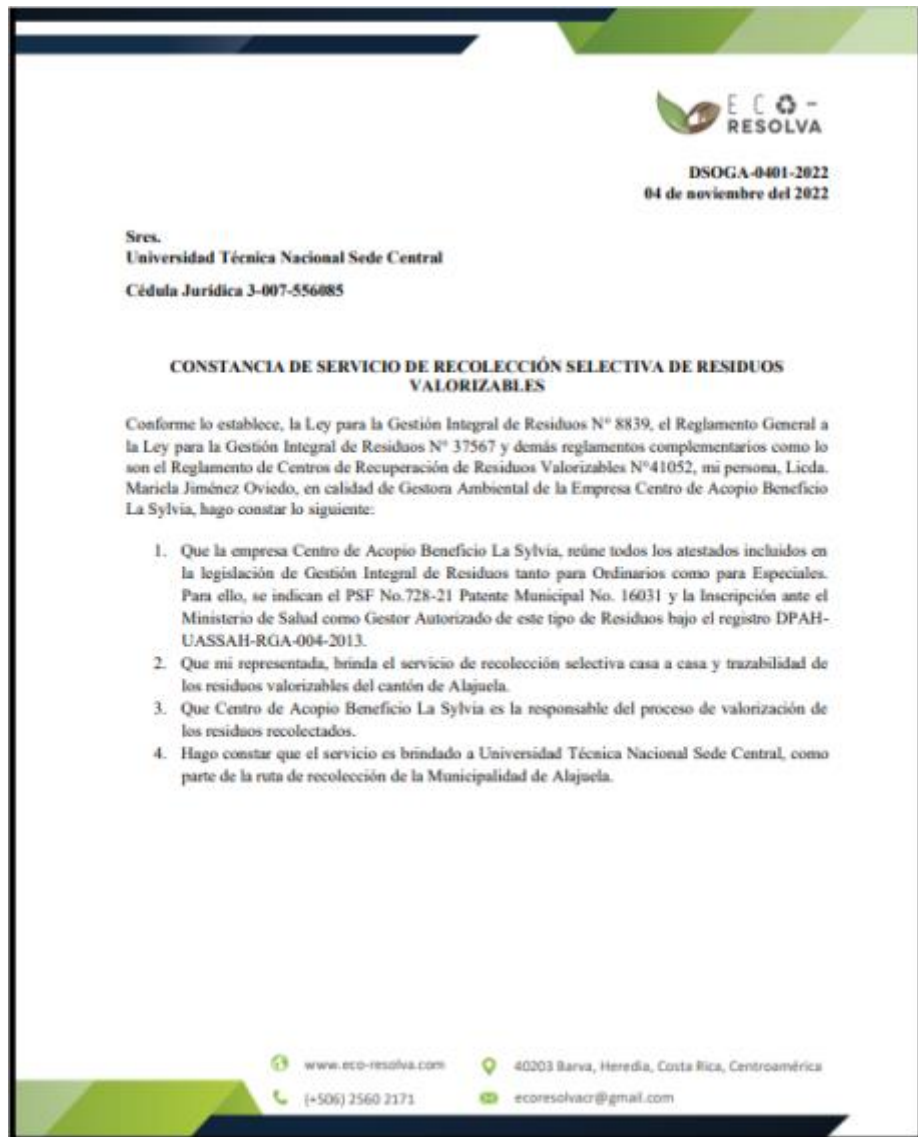 ECO-
RESOLVA
DSOGA-0401-2022
04 de noviembre del 2022
Sres.
Universidad Técnica Nacional Sede Central
Cédula Jurídica 3-007-556085
CONSTANCIA DE SERVICIO DE RECOLECCIÓN SELECTIVA DE RESIDUOS
VALORIZABLES
Conforme lo establece, la Ley para la Gestión Integral de Residuos N° 8839, el Reglamento General a
la Ley para la Gestión Integral de Residuos N° 37567 y demás reglamentos complementarios como lo
son el Reglamento de Centros de Recuperación de Residuos Valorizables N°41052, mi persona, Licda.
Mariela Jiménez Oviedo, en calidad de Gestora Ambiental de la Empresa Centro de Acopio Beneficio
La Sylvia, hago constar lo siguiente:
1. Que la empresa Centro de Acopio Beneficio La Sylvia, reúne todos los atestados incluidos en
la legislación de Gestión Integral de Residuos tanto para Ordinarios como para Especiales.
Para ello, se indican el PSF No.728-21 Patente Municipal No. 16031 y la Inscripción ante el
Ministerio de Salud como Gestor Autorizado de este tipo de Residuos bajo el registro DPAH-
UASSAH-RGA-004-2013.
2. Que mi representada, brinda el servicio de recolección selectiva casa a casa y trazabilidad de
los residuos valorizables del cantón de Alajuela.
3. Que Centro de Acopio Beneficio La Sylvia es la responsable del proceso de valorización de
los residuos recolectados.
4. Hago constar que el servicio es brindado a Universidad Técnica Nacional Sede Central, como
parte de la ruta de recolección de la Municipalidad de Alajuela.
www.eco-resolva.com
40203 Barva, Heredia, Costa Rica, Centroamérica
(+506) 2560 2171
ecoresolvacr@gmail.com